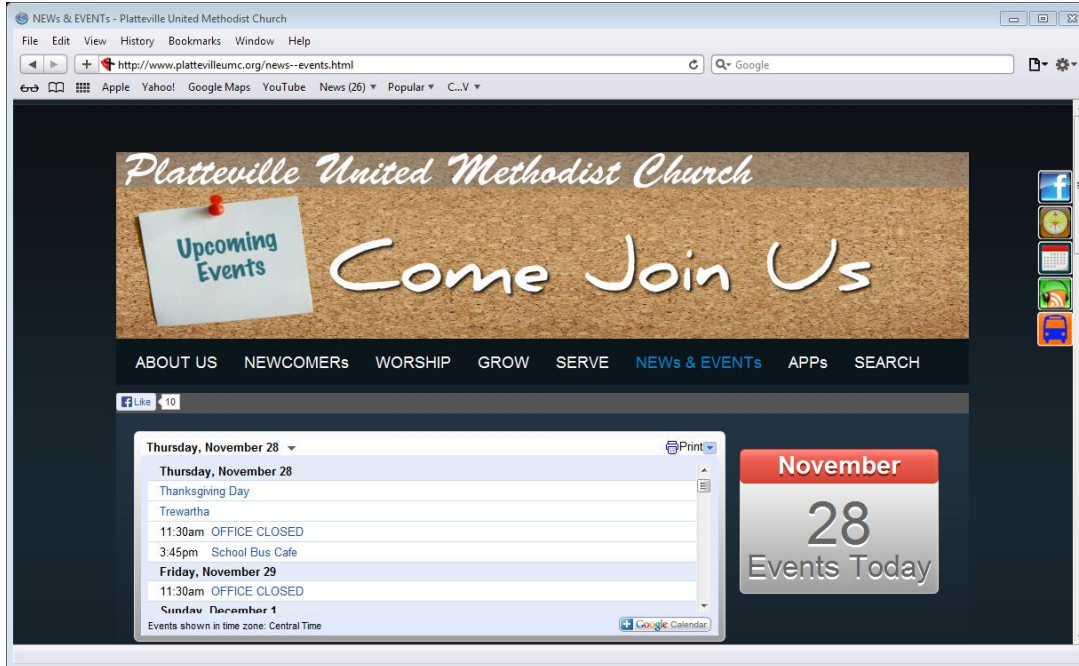 NEWs & EVENTs - Platteville United Methodist Church
File Edit View History Bookmarks Window Help
http://www.plattevilleumc.org/news--events.html
Google
Apple Yahoo! Google Maps YouTube News (26) Popular C...V
Platteville United Methodist Church
Upcoming
Events
Come Join Us
ABOUT US NEWCOMERs WORSHIP GROW SERVE NEWs & EVENTs APPs SEARCH
Like 10
Thursday, November 28 Print
Thursday, November 28
Thanksgiving Day
Trewartha
11:30am OFFICE CLOSED
3:45pm School Bus Cafe
Friday, November 29
11:30am OFFICE CLOSED
Sunday, December 1
Events shown in time zone: Central Time
Google Calendar
November
28
Events Today